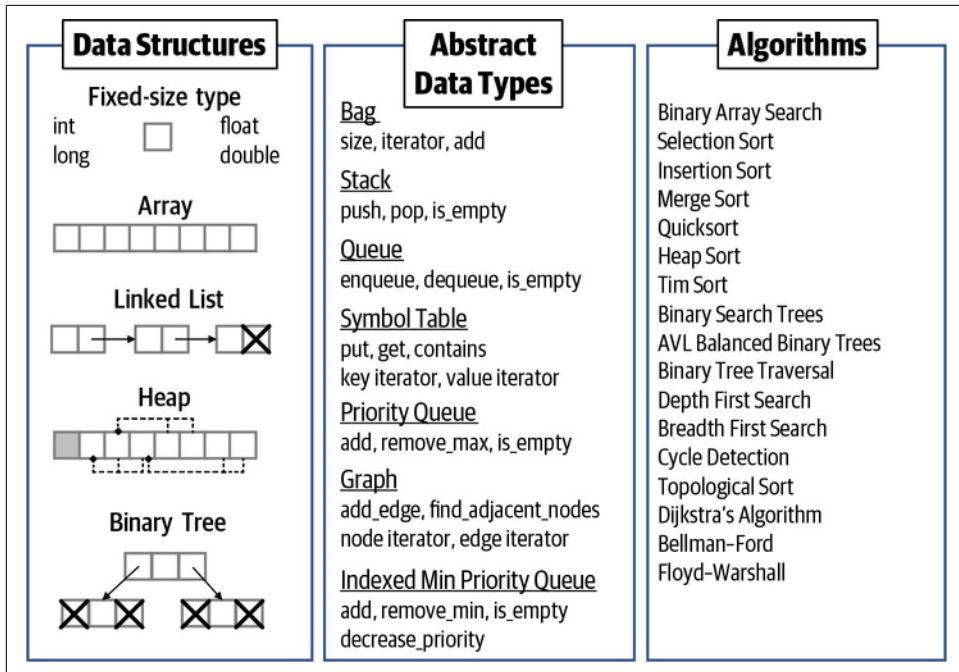 Data Structures
Fixed-size type
int
float
long
double
Array
Linked List
Heap
Binary Tree
Abstract
Data Types
Bag
size, iterator, add
Stack
push, pop, is_empty
Queue
enqueue, dequeue, is_empty
Symbol Table
put, get, contains
key iterator, value iterator
Priority Queue
add, remove_max, is_empty
Graph
add_edge, find_adjacent_nodes
node iterator, edge iterator
Indexed Min Priority Queue
add, remove_min, is_empty
decrease_priority
Algorithms
Binary Array Search
Selection Sort
Insertion Sort
Merge Sort
Quicksort
Heap Sort
Tim Sort
Binary Search Trees
AVL Balanced Binary Trees
Binary Tree Traversal
Depth First Search
Breadth First Search
Cycle Detection
Topological Sort
Dijkstra's Algorithm
Bellman–Ford
Floyd–Warshall